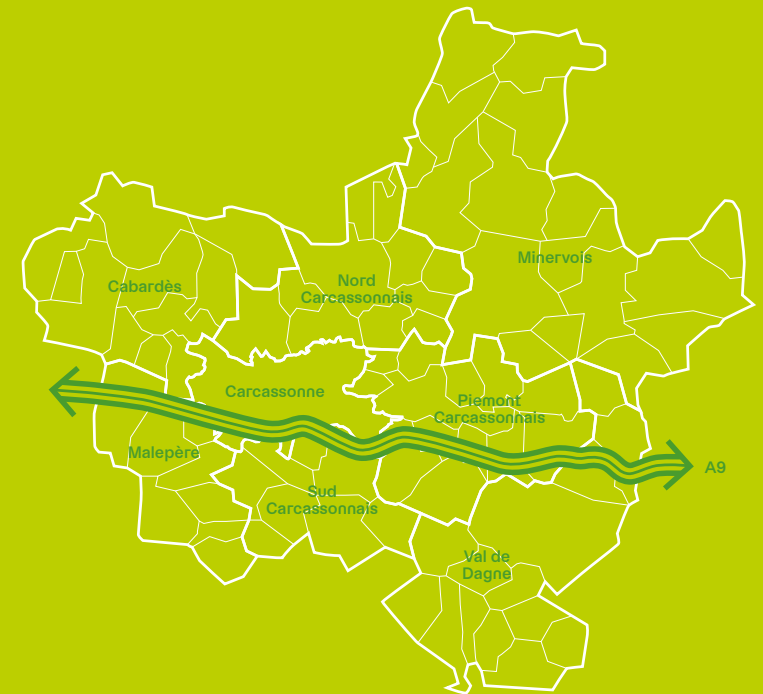 Minervois
Nord
Carcassonnais
Cabardès
Carcassonne
Piemont
Carcassonnais
Malepère
A9
Sud
Carcassonnais
Val de
Dagne